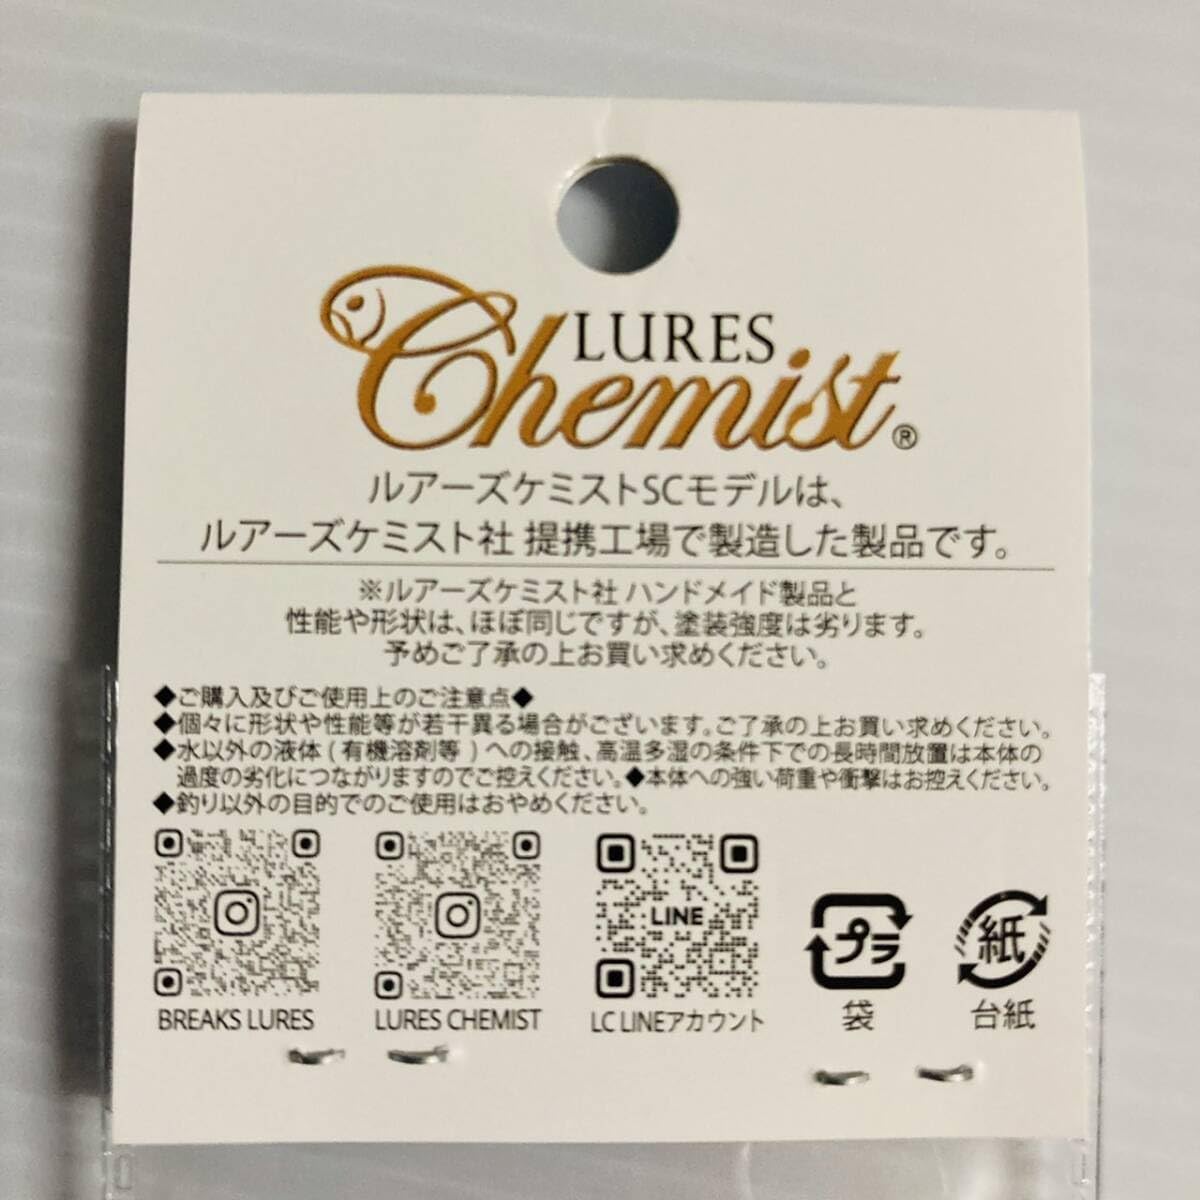 LURES
Chemist®
ルアーズケミストSCモデルは、
ルアーズケミスト社 提携工場で製造した製品です。
※ルアーズケミスト社 ハンドメイド製品と
性能や形状は、ほぼ同じですが、塗装強度は劣ります。
予めご了承の上お買い求めください。
◆ご購入及びご使用上のご注意点◆
◆個々に形状や性能等が若干異る場合がございます。ご了承の上お買い求めください。
◆水以外の液体 ( 有機溶剤等 ) への接触、高温多湿の条件下での長時間放置は本体の
過度の劣化につながりますのでご控えください。◆本体への強い荷重や衝撃はお控えください。
◆釣り以外の目的でのご使用はおやめください。
LINE
プラ
紙
BREAKS LURES
LURES CHEMIST
LC LINEアカウント
袋
台紙